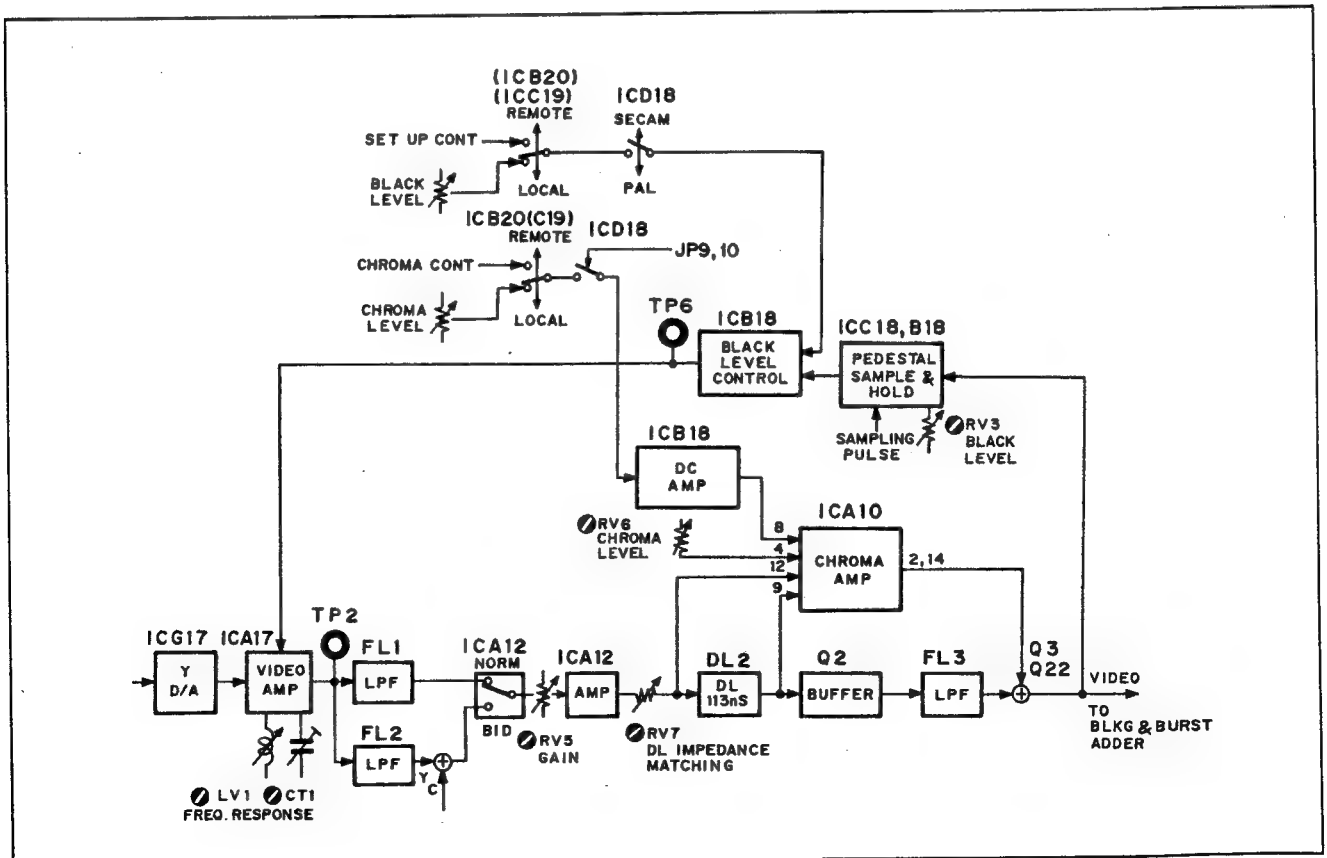 (ICB20)
(ICC19)
REMOTE
ICD18
SECAM
SET UP CONT
BLACK
LEVEL
LOCAL
PAL
ICB20(C19)
REMOTE
ICD18
JP9,10
CHROMA CONT
CHROMA
LEVEL
LOCAL
TP6
ICB18
BLACK
LEVEL
CONTROL
ICC18,B18
PEDESTAL
SAMPLE &
HOLD
SAMPLING
PULSE
RV3
BLACK
LEVEL
ICB18
DC
AMP
RV6
CHROMA
LEVEL
8
4
12
9
ICA10
CHROMA
AMP
2,14
ICG17
Y
D/A
ICA17
VIDEO
AMP
TP2
FL1
LPF
FL2
LPF
Y
C
ICA12
NORM
BID
RV5
GAIN
ICA12
AMP
RV7
DL IMPEDANCE
MATCHING
DL2
DL
113nS
Q2
BUFFER
FL3
LPF
Q3
Q22
VIDEO
TO
BLKG & BURST
ADDER
LV1
CT1
FREQ. RESPONSE